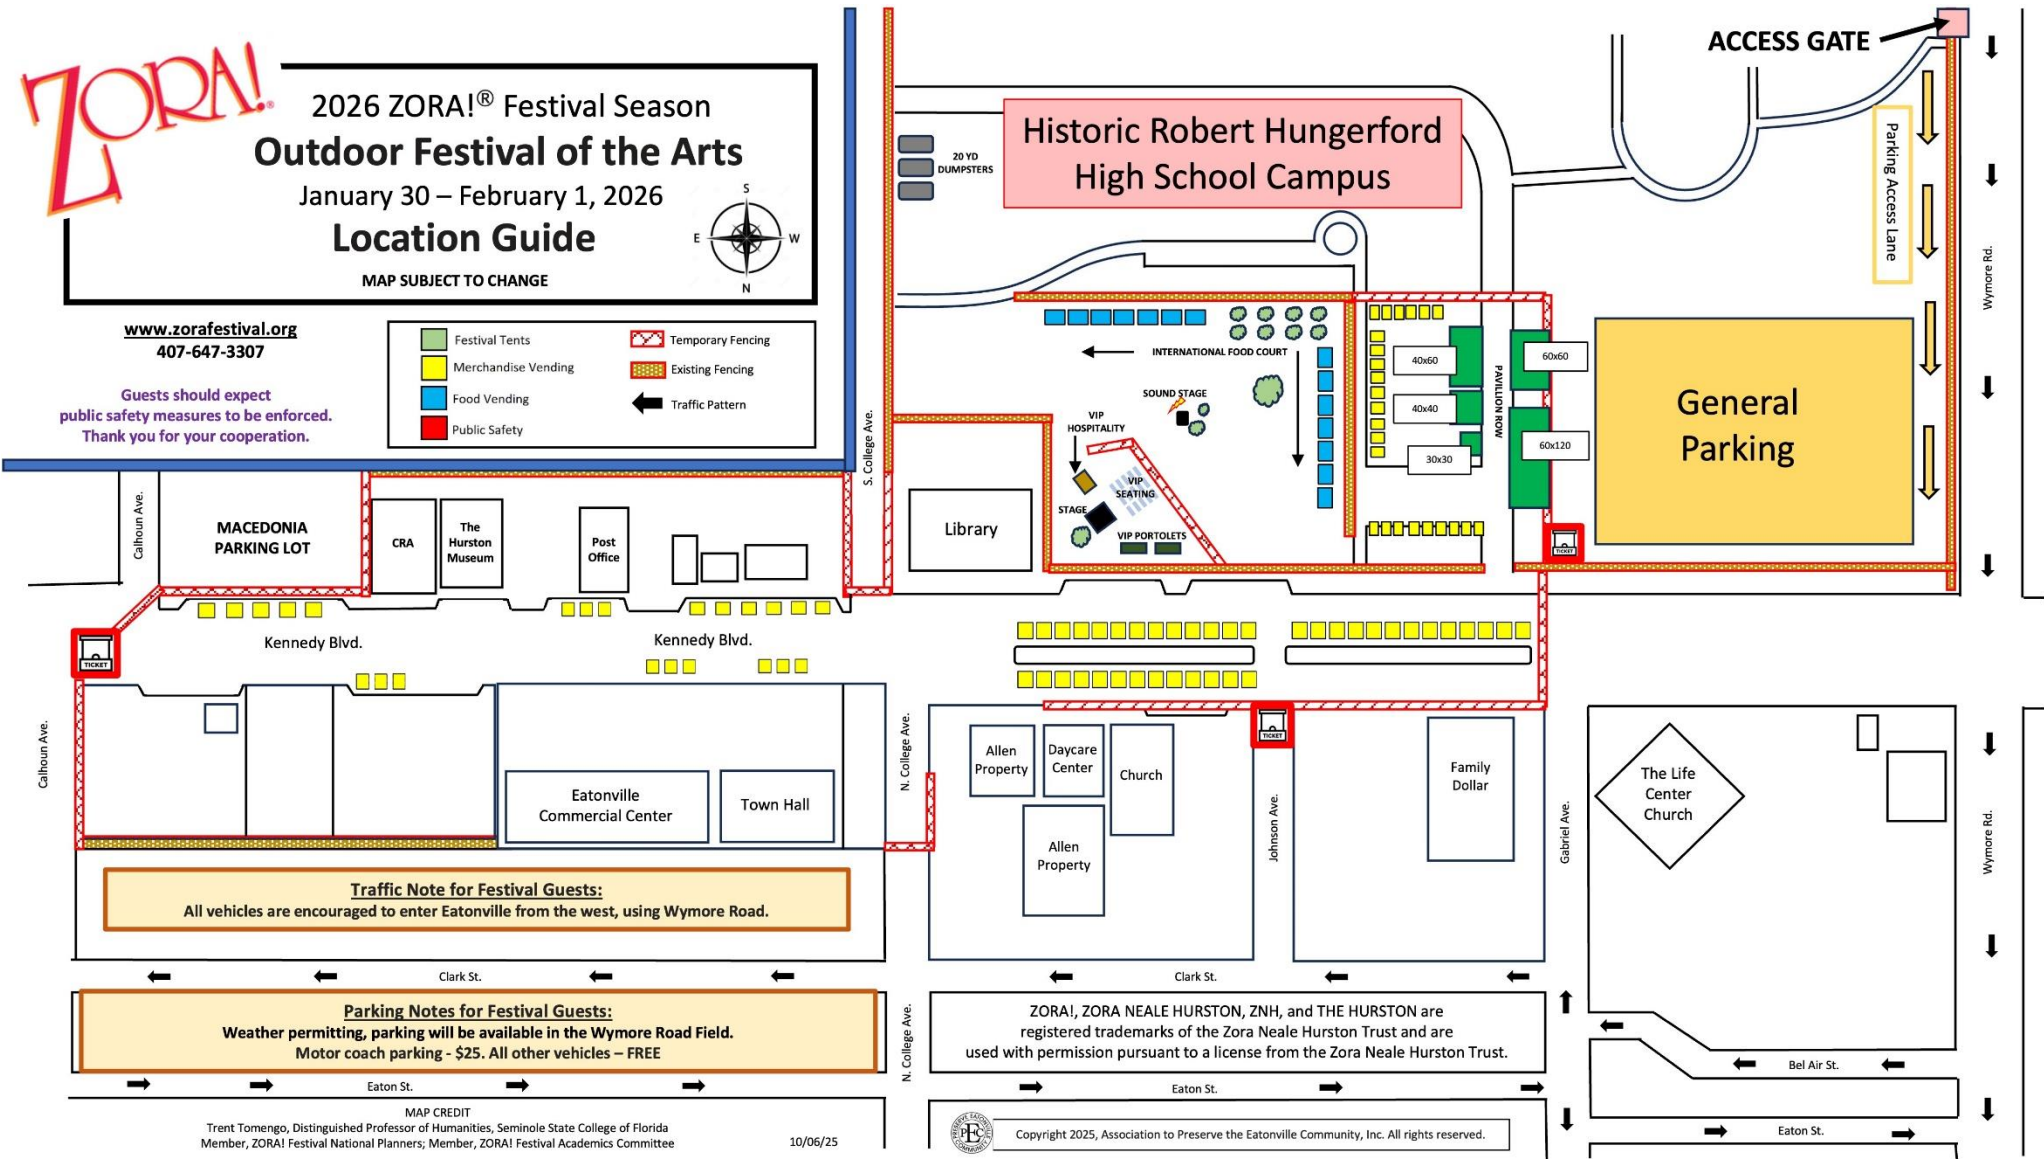 ZORA!®
2026 ZORA!® Festival Season
Outdoor Festival of the Arts
January 30 – February 1, 2026
Location Guide
MAP SUBJECT TO CHANGE
S
E
W
N
www.zorafestival.org
407-647-3307
Guests should expect
public safety measures to be enforced.
Thank you for your cooperation.
Festival Tents
Merchandise Vending
Food Vending
Public Safety
Temporary Fencing
Existing Fencing
Traffic Pattern
ACCESS GATE
Historic Robert Hungerford
High School Campus
20 YD
DUMPSTERS
Parking Access Lane
Wymore Rd.
S. College Ave.
INTERNATIONAL FOOD COURT
SOUND STAGE
VIP
HOSPITALITY
VIP
SEATING
STAGE
VIP PORTOLETS
40x60
40x40
30x30
PAVILLION ROW
60x60
60x120
General
Parking
TICKET
Library
Calhoun Ave.
MACEDONIA
PARKING LOT
CRA
The
Hurston
Museum
Post
Office
TICKET
Kennedy Blvd.
Kennedy Blvd.
Calhoun Ave.
Eatonville
Commercial Center
Town Hall
N. College Ave.
Allen
Property
Daycare
Center
Church
Allen
Property
TICKET
Johnson Ave.
Family
Dollar
Gabriel Ave.
The Life
Center
Church
Wymore Rd.
Traffic Note for Festival Guests:
All vehicles are encouraged to enter Eatonville from the west, using Wymore Road.
Clark St.
Clark St.
Parking Notes for Festival Guests:
Weather permitting, parking will be available in the Wymore Road Field.
Motor coach parking - $25. All other vehicles – FREE
N. College Ave.
ZORA!, ZORA NEALE HURSTON, ZNH, and THE HURSTON are
registered trademarks of the Zora Neale Hurston Trust and are
used with permission pursuant to a license from the Zora Neale Hurston Trust.
Bel Air St.
Eaton St.
Eaton St.
Eaton St.
MAP CREDIT
Trent Tomengo, Distinguished Professor of Humanities, Seminole State College of Florida
Member, ZORA! Festival National Planners; Member, ZORA! Festival Academics Committee
10/06/25
PRESERVE EATONVILLE COMMUNITY
PEC
Copyright 2025, Association to Preserve the Eatonville Community, Inc. All rights reserved.